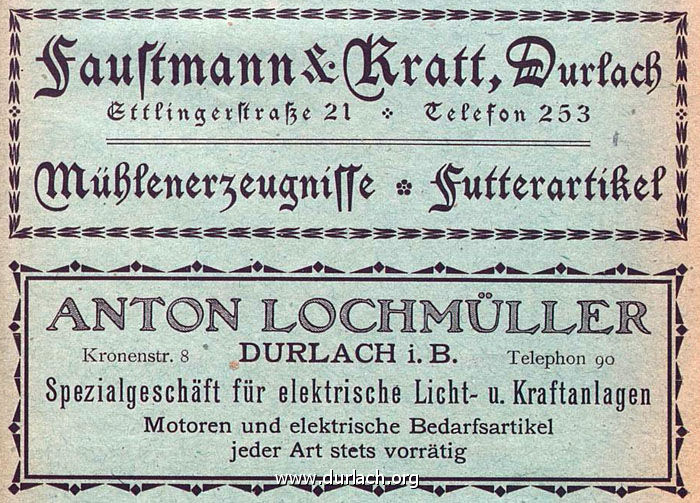 Fauſtmann & Kratt, Durlach
Ettlingerſtraße 21 Telefon 253
Mühlenerzeugniſſe Futterartikel
ANTON LOCHMÜLLER
Kronenstr. 8 DURLACH i. B. Telephon 90
Spezialgeschäft für elektrische Licht- u. Kraftanlagen
Motoren und elektrische Bedarfsartikel
jeder Art stets vorrätig
www.durlach.org